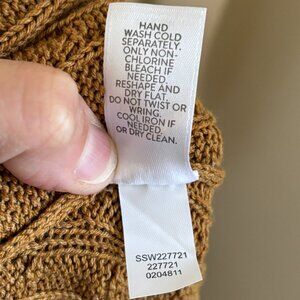 HAND
WASH COLD
SEPARATELY.
ONLY NON-
CHLORINE
BLEACH IF
NEEDED.
RESHAPE AND
DRY FLAT.
DO NOT TWIST OR
WRING.
COOL IRON IF
NEEDED.
OR DRY CLEAN.
SSW227721
227721
0204811